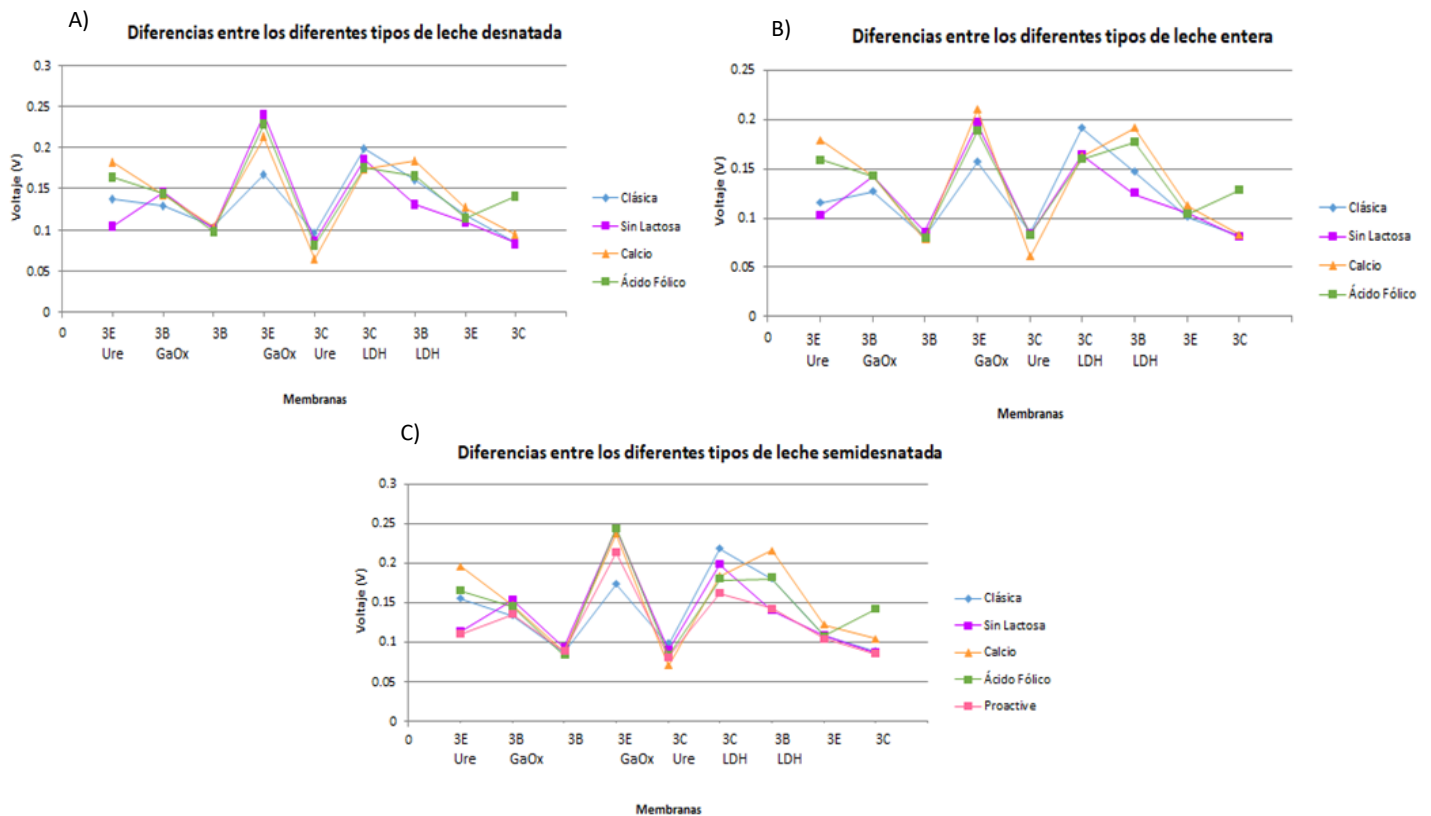 A)
Diferencias entre los diferentes tipos de leche desnatada
0.3
0.25
0.2
0.15
0.1
0.05
0
Voltaje (V)
0 3E 3B 3B 3E 3C 3C 3B 3E 3C
Ure GaOx GaOx Ure LDH LDH
Membranas
Clásica
Sin Lactosa
Calcio
Ácido Fólico
B)
Diferencias entre los diferentes tipos de leche entera
0.25
0.2
0.15
0.1
0.05
0
Voltaje (V)
0 3E 3B 3B 3E 3C 3C 3B 3E 3C
Ure GaOx GaOx Ure LDH LDH
Membranas
Clásica
Sin Lactosa
Calcio
Ácido Fólico
C)
Diferencias entre los diferentes tipos de leche semidesnatada
0.3
0.25
0.2
0.15
0.1
0.05
0
Voltaje (V)
0 3E 3B 3B 3E 3C 3C 3B 3E 3C
Ure GaOx GaOx Ure LDH LDH
Membranas
Clásica
Sin Lactosa
Calcio
Ácido Fólico
Proactive